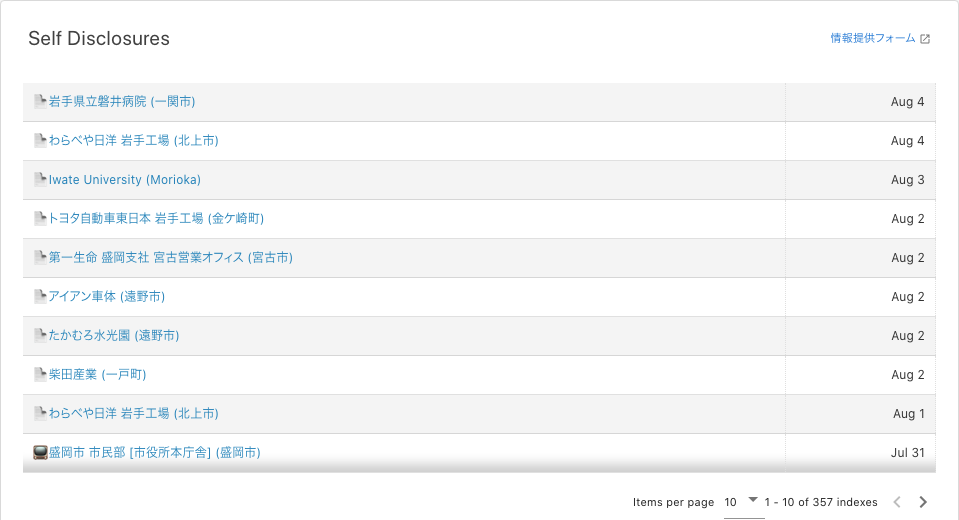 Self Disclosures
情報提供フォーム
岩手県立磐井病院 (一関市) Aug 4
わらべや日洋 岩手工場 (北上市) Aug 4
Iwate University (Morioka) Aug 3
トヨタ自動車東日本 岩手工場 (金ケ崎町) Aug 2
第一生命 盛岡支社 宮古営業オフィス (宮古市) Aug 2
アイアン車体 (遠野市) Aug 2
たかむろ水光園 (遠野市) Aug 2
柴田産業 (一戸町) Aug 2
わらべや日洋 岩手工場 (北上市) Aug 1
盛岡市 市民部 [市役所本庁舎] (盛岡市) Jul 31
Items per page 10 1 - 10 of 357 indexes